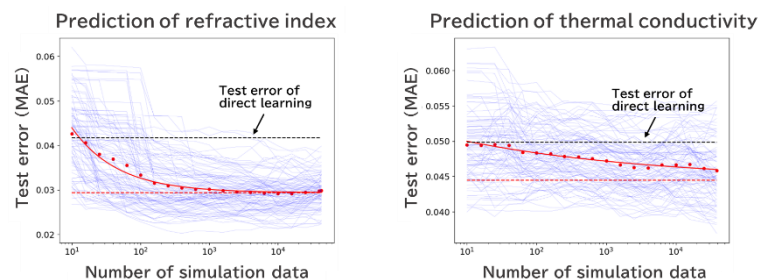 Prediction of refractive index
Test error (MAE)
0.06
0.05
0.04
0.03
0.02
Test error of
direct learning
10¹
10²
10³
10⁴
Number of simulation data
Prediction of thermal conductivity
Test error (MAE)
0.060
0.055
0.050
0.045
0.040
Test error of
direct learning
10¹
10²
10³
10⁴
Number of simulation data